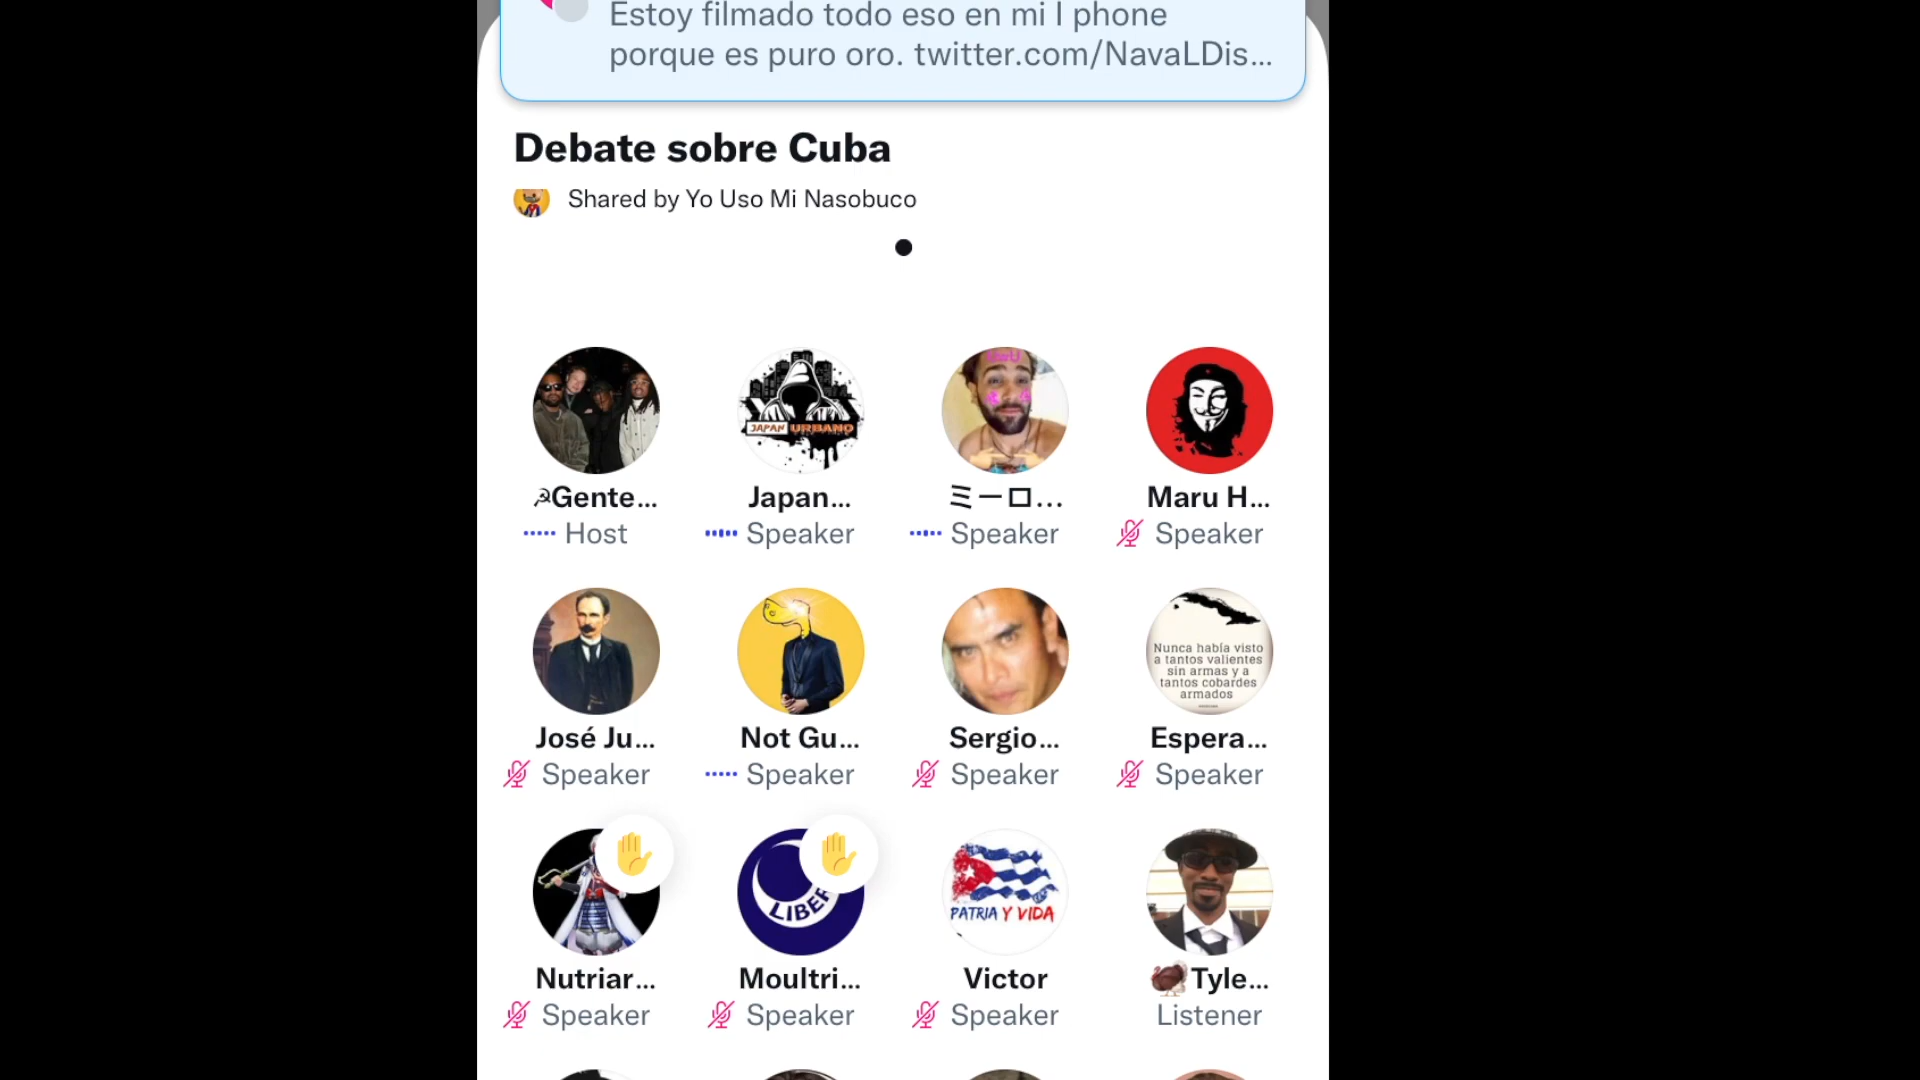 Estoy filmado todo eso en mi I phone
porque es puro oro. twitter.com/NavaLDis...
Debate sobre Cuba
Shared by Yo Uso Mi Nasobuco
UwU
JAPAN URBANO
☭Gente...
Japan...
ミーロ...
Maru H...
Host
Speaker
Speaker
Speaker
Nunca había visto
a tantos valientes
sin armas y a
tantos cobardes
armados
José Ju...
Not Gu...
Sergio...
Espera...
Speaker
Speaker
Speaker
Speaker
LIBER
PATRIA Y VIDA
Nutriar...
Moultri...
Victor
🦃Tyle...
Speaker
Speaker
Speaker
Listener